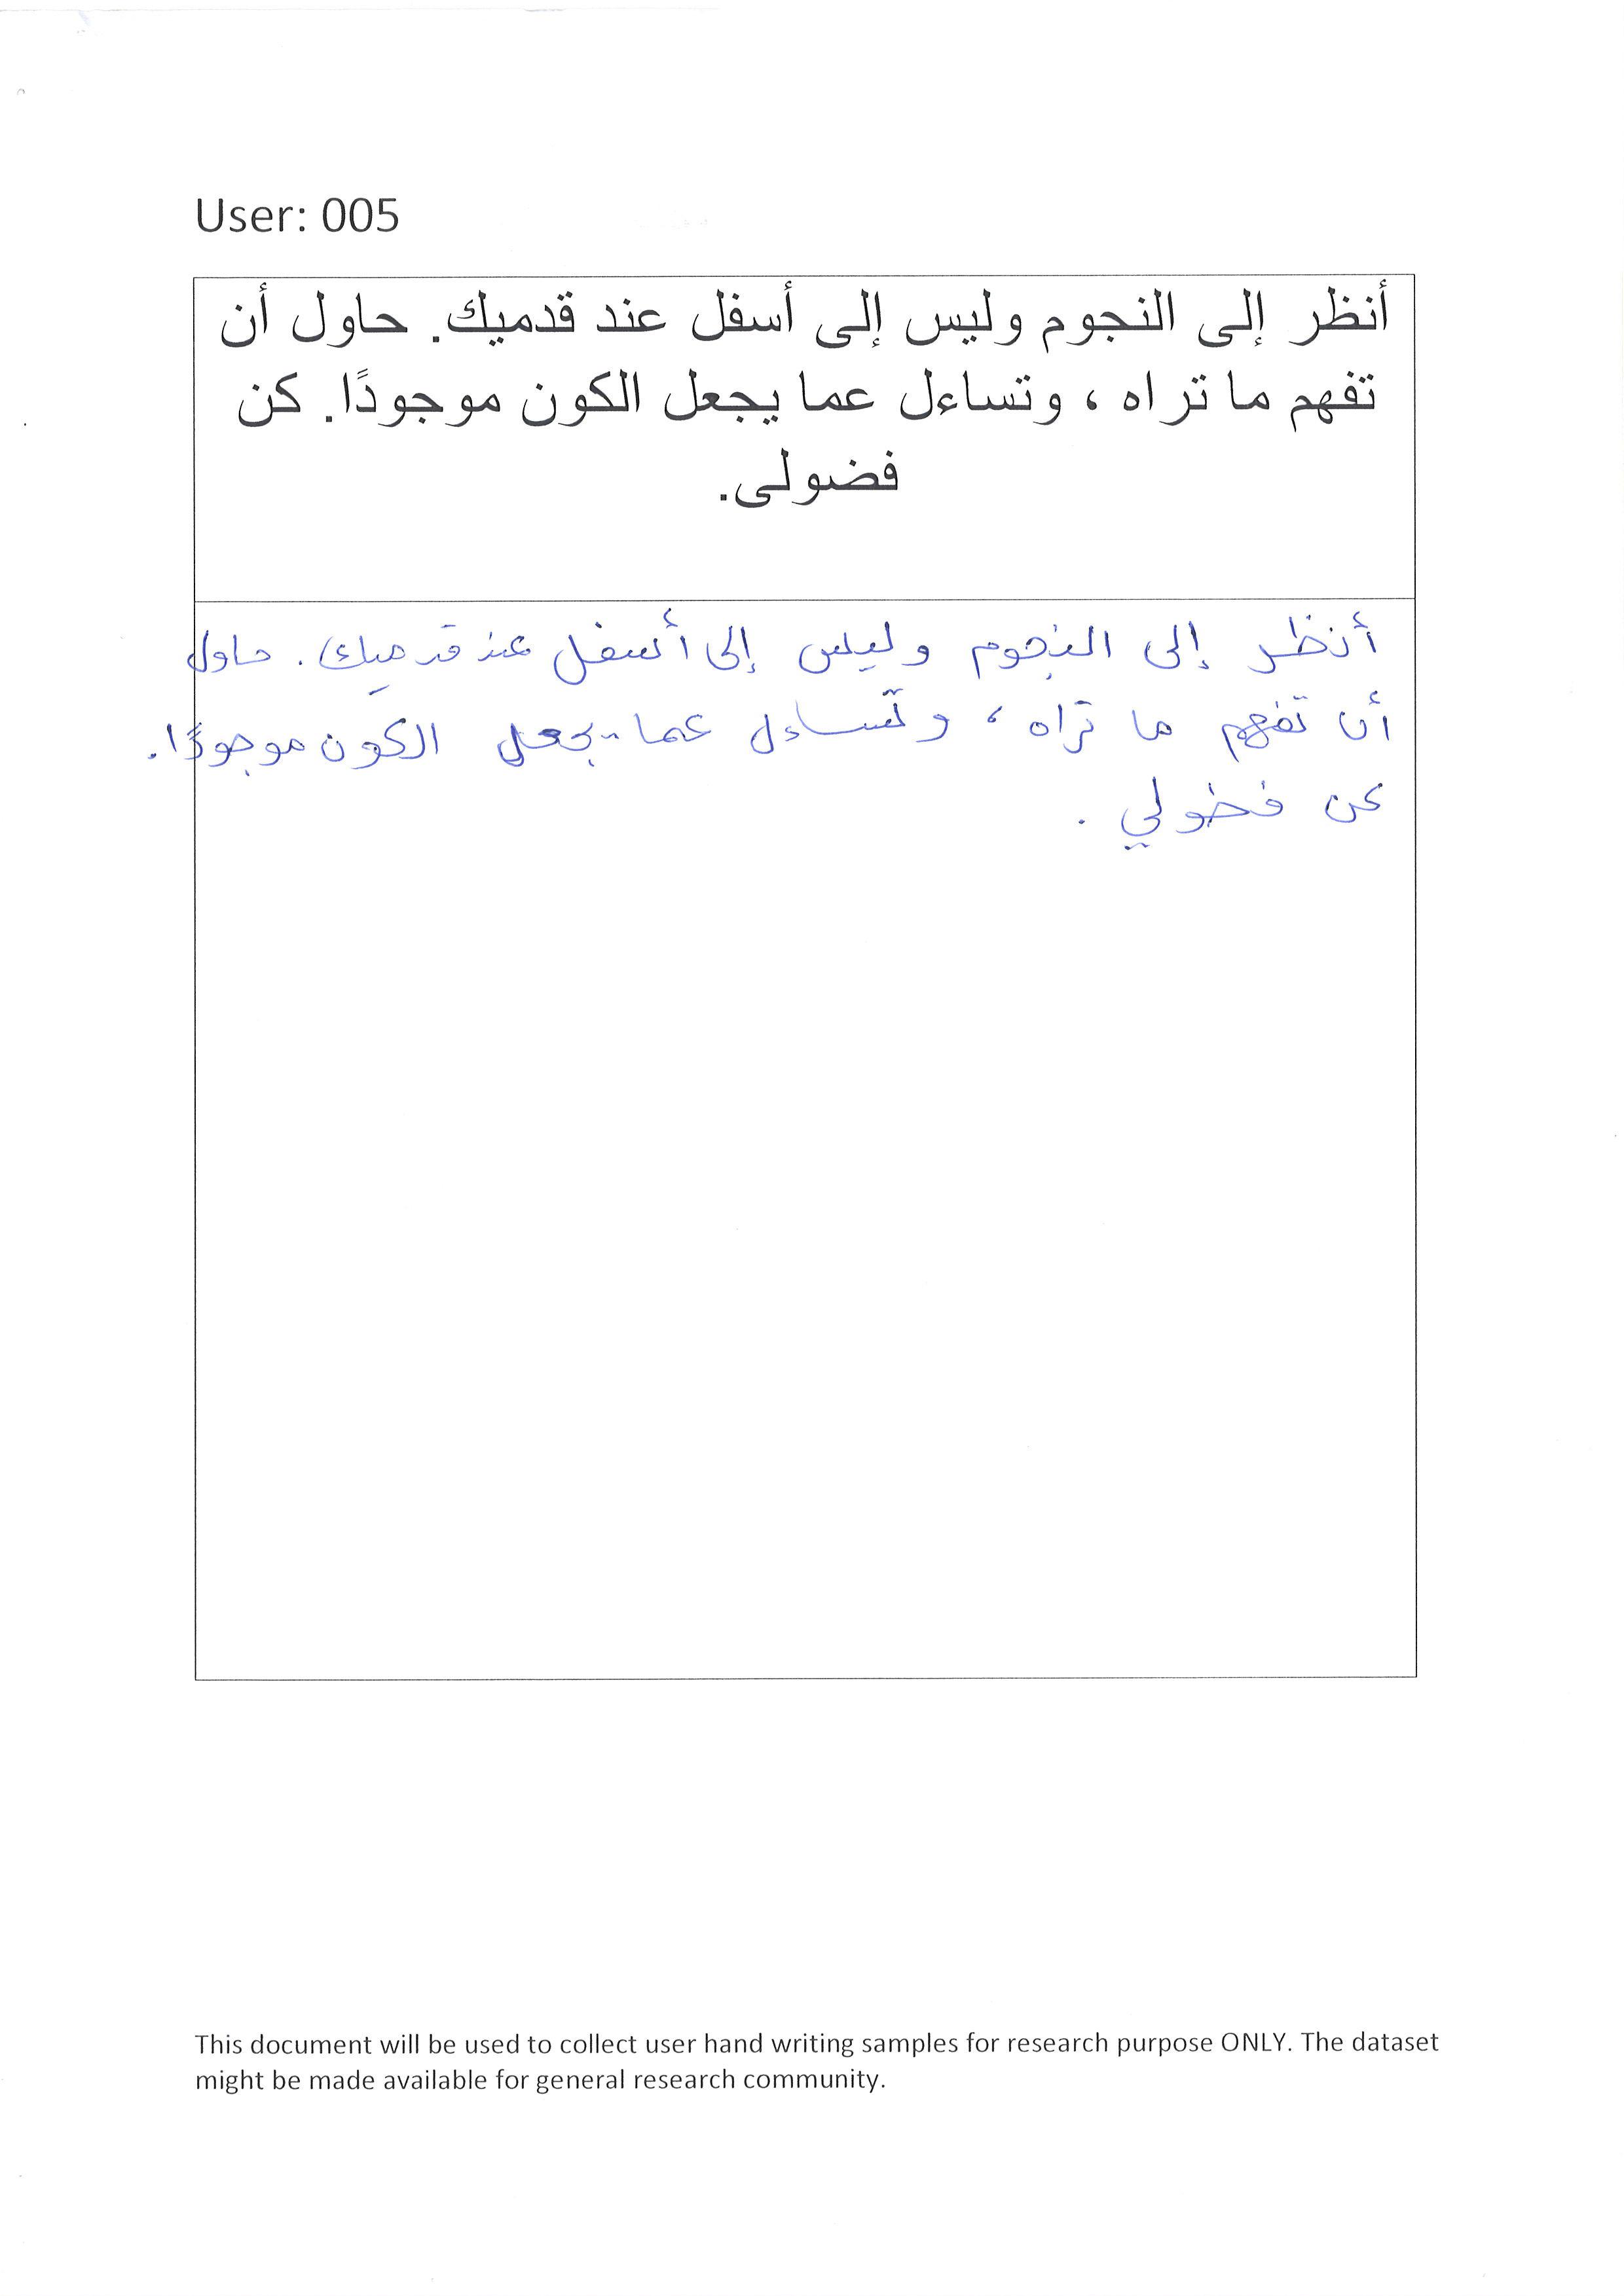 User: 005
أنظر إلى النجوم وليس إلى أسفل عند قدميك. حاول أن
تفهم ما تراه ، وتساءل عما يجعل الكون موجودًا. كن
فضولى.
أنظر إلى النجوم وليس إلى أسفل عند قدميك. حاول
أن تفهم ما تراه ، وتساءل عما يجعل الكون موجودًا.
كن فضولي .
This document will be used to collect user hand writing samples for research purpose ONLY. The dataset
might be made available for general research community.